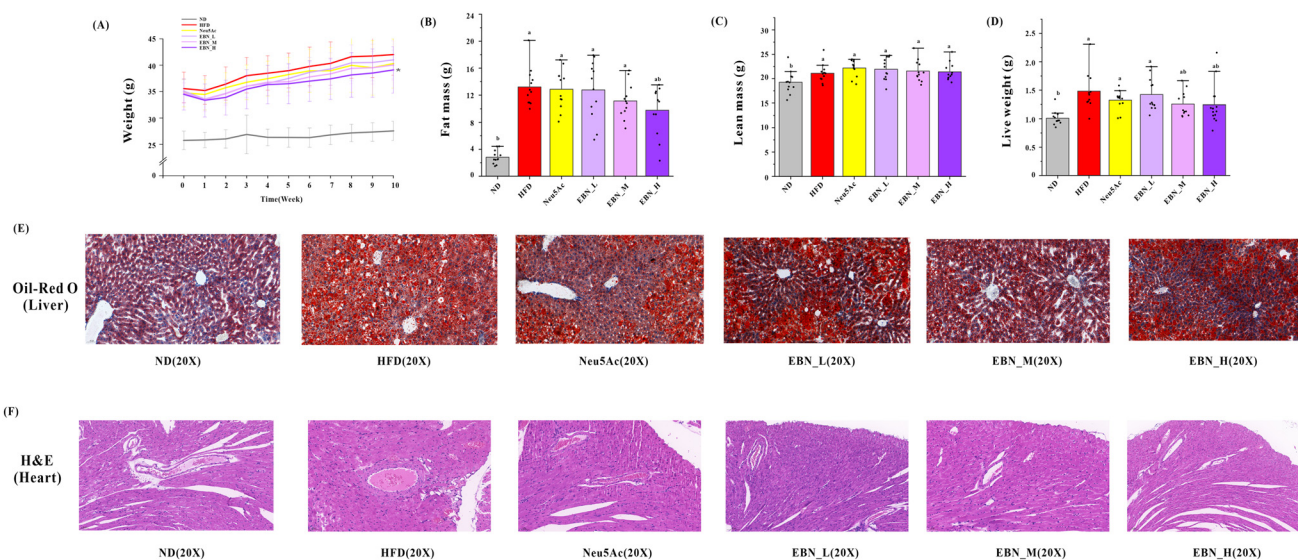 (A)
ND
HFD
Neu5Ac
EBN_L
EBN_M
EBN_H
Weight (g)
45
40
35
30
25
0
0 1 2 3 4 5 6 7 8 9 10
*
Time(Week)
(B)
Fat mass (g)
24
20
16
12
8
4
0
b a a a a ab
ND HFD Neu5Ac EBN_L EBN_M EBN_H
(C)
Lean mass (g)
35
30
25
20
15
10
5
0
b a a a a a
ND HFD Neu5Ac EBN_L EBN_M EBN_H
(D)
Live weight (g)
2.5
2.0
1.5
1.0
0.5
0.0
b a a a ab ab
ND HFD Neu5Ac EBN_L EBN_M EBN_H
(E)
Oil-Red O
(Liver)
ND(20X) HFD(20X) Neu5Ac(20X) EBN_L(20X) EBN_M(20X) EBN_H(20X)
(F)
H&E
(Heart)
ND(20X) HFD(20X) Neu5Ac(20X) EBN_L(20X) EBN_M(20X) EBN_H(20X)